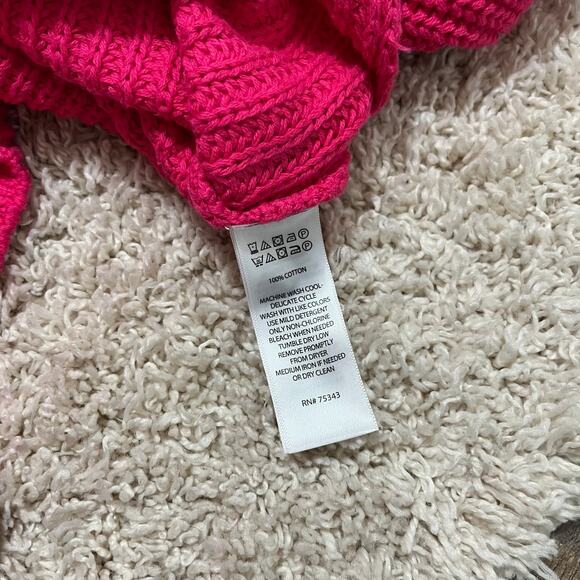 100% COTTON
MACHINE WASH COOL-
DELICATE CYCLE
WASH WITH LIKE COLORS
USE MILD DETERGENT
ONLY NON-CHLORINE
BLEACH WHEN NEEDED
TUMBLE DRY LOW
REMOVE PROMPTLY
FROM DRYER
MEDIUM IRON IF NEEDED
OR DRY CLEAN
RN# 75343